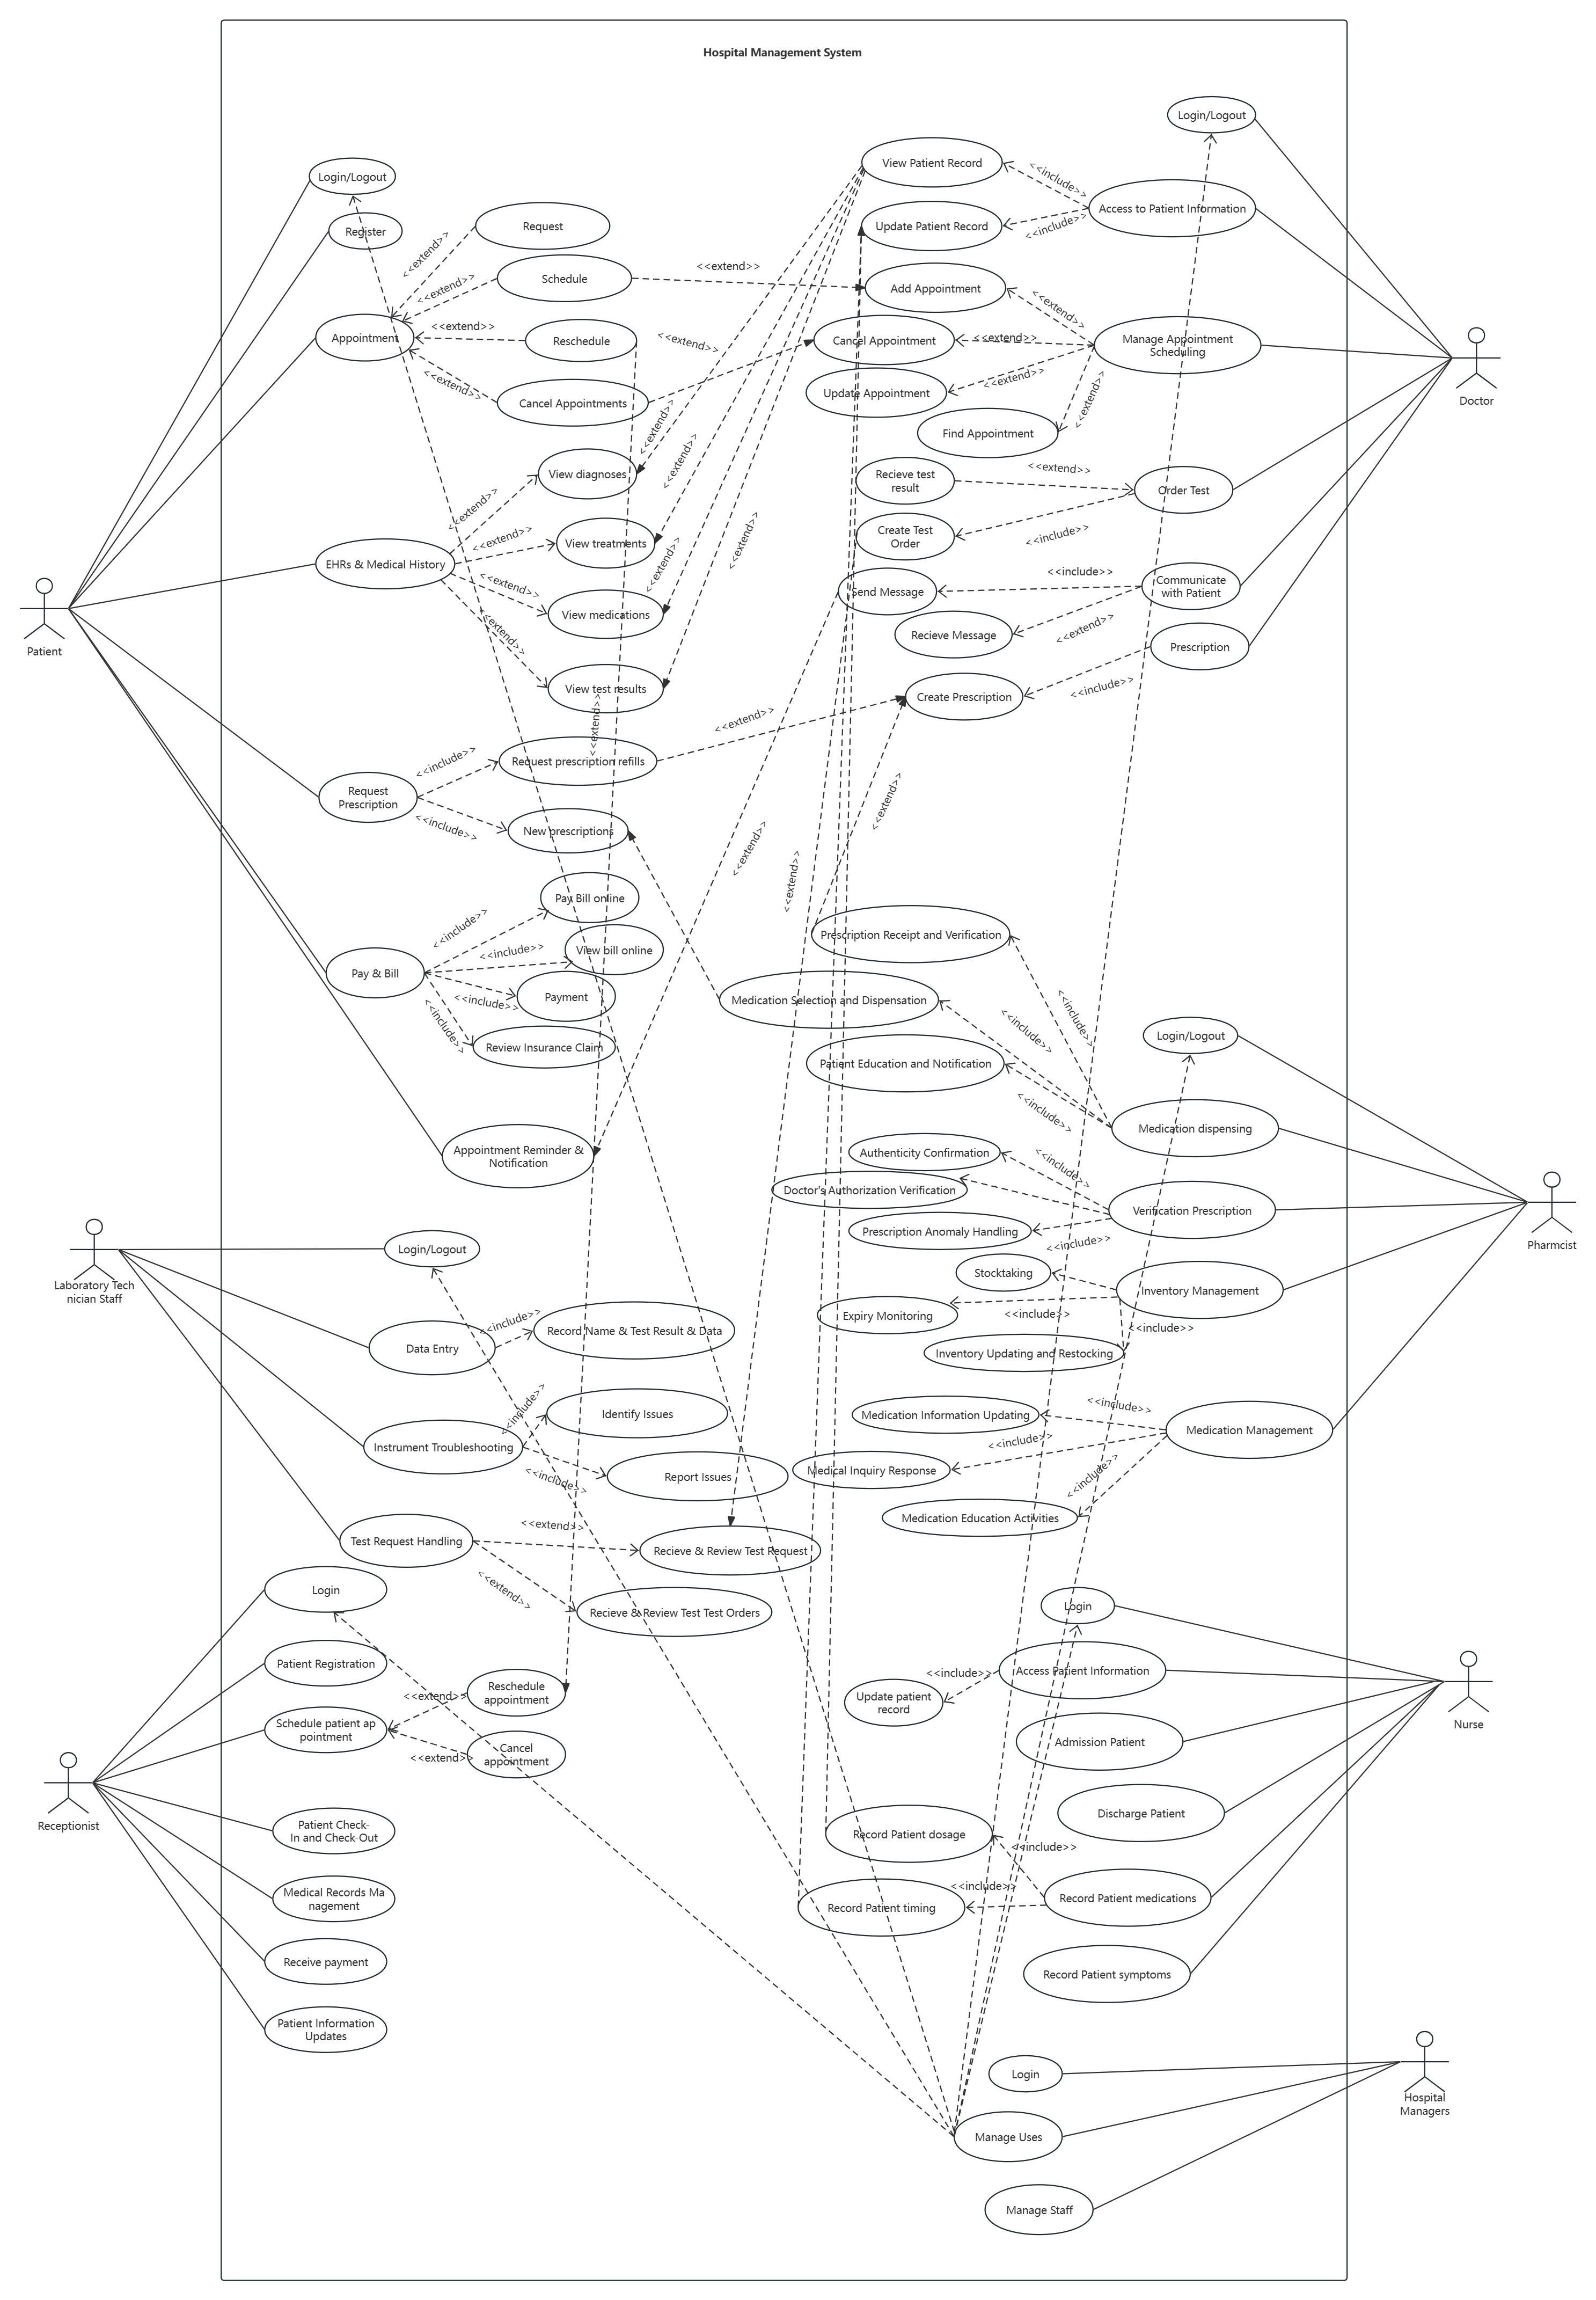 Hospital Management System
Login/Logout
View Patient Record
<<include>>
Login/Logout
Access to Patient Information
Register
Request
Update Patient Record
<<include>>
<<extend>>
<<extend>>
Schedule
<<extend>>
Add Appointment
<<extend>>
<<extend>>
Appointment
Reschedule
<<extend>>
Cancel Appointment
<<extend>>
Manage Appointment
Scheduling
<<extend>>
<<extend>>
Update Appointment
<<extend>>
Cancel Appointments
Doctor
<<extend>>
Find Appointment
<<extend>>
View diagnoses
<<extend>>
Recieve test
result
<<extend>>
Order Test
<<extend>>
<<extend>>
View treatments
Create Test
Order
<<include>>
EHRs & Medical History
<<extend>>
<<extend>>
<<extend>>
<<include>>
Communicate
with Patient
Send Message
View medications
<<extend>>
Recieve Message
<<extend>>
Patient
Prescription
View test results
<<include>>
Create Prescription
<<extend>>
<<extend>>
<<include>>
Request prescription refills
Request
Prescription
<<extend>>
<<include>>
New prescriptions
<<extend>>
<<extend>>
Pay Bill online
<<include>>
Prescription Receipt and Verification
<<include>>
View bill online
Pay & Bill
<<include>>
Payment
Medication Selection and Dispensation
<<include>>
<<include>>
<<include>>
Login/Logout
Review Insurance Claim
Patient Education and Notification
<<include>>
Medication dispensing
Appointment Reminder &
Notification
Authenticity Confirmation
<<include>>
Doctor's Authorization Verification
Verification Prescription
Prescription Anomaly Handling
<<include>>
Pharmcist
Login/Logout
Laboratory Tech
nician Staff
Stocktaking
Inventory Management
Expiry Monitoring
<<include>>
<<include>>
<<include>>
Record Name & Test Result & Data
Data Entry
Inventory Updating and Restocking
<<include>>
Identify Issues
Medication Information Updating
<<include>>
Medication Management
Instrument Troubleshooting
<<include>>
Medical Inquiry Response
<<include>>
Report Issues
<<include>>
Medication Education Activities
<<extend>>
Test Request Handling
Recieve & Review Test Request
<<extend>>
Login
Recieve & Review Test Test Orders
Login
Patient Registration
Access Patient Information
<<include>>
<<extend>>
Reschedule
appointment
Update patient
record
Schedule patient ap
pointment
Nurse
Admission Patient
<<extend>>
Cancel
appointment
Receptionist
Patient Check-
In and Check-Out
Discharge Patient
Record Patient dosage
<<include>>
Medical Records Ma
nagement
<<include>>
Record Patient medications
Record Patient timing
Receive payment
Record Patient symptoms
Patient Information
Updates
Login
Hospital
Managers
Manage Uses
Manage Staff